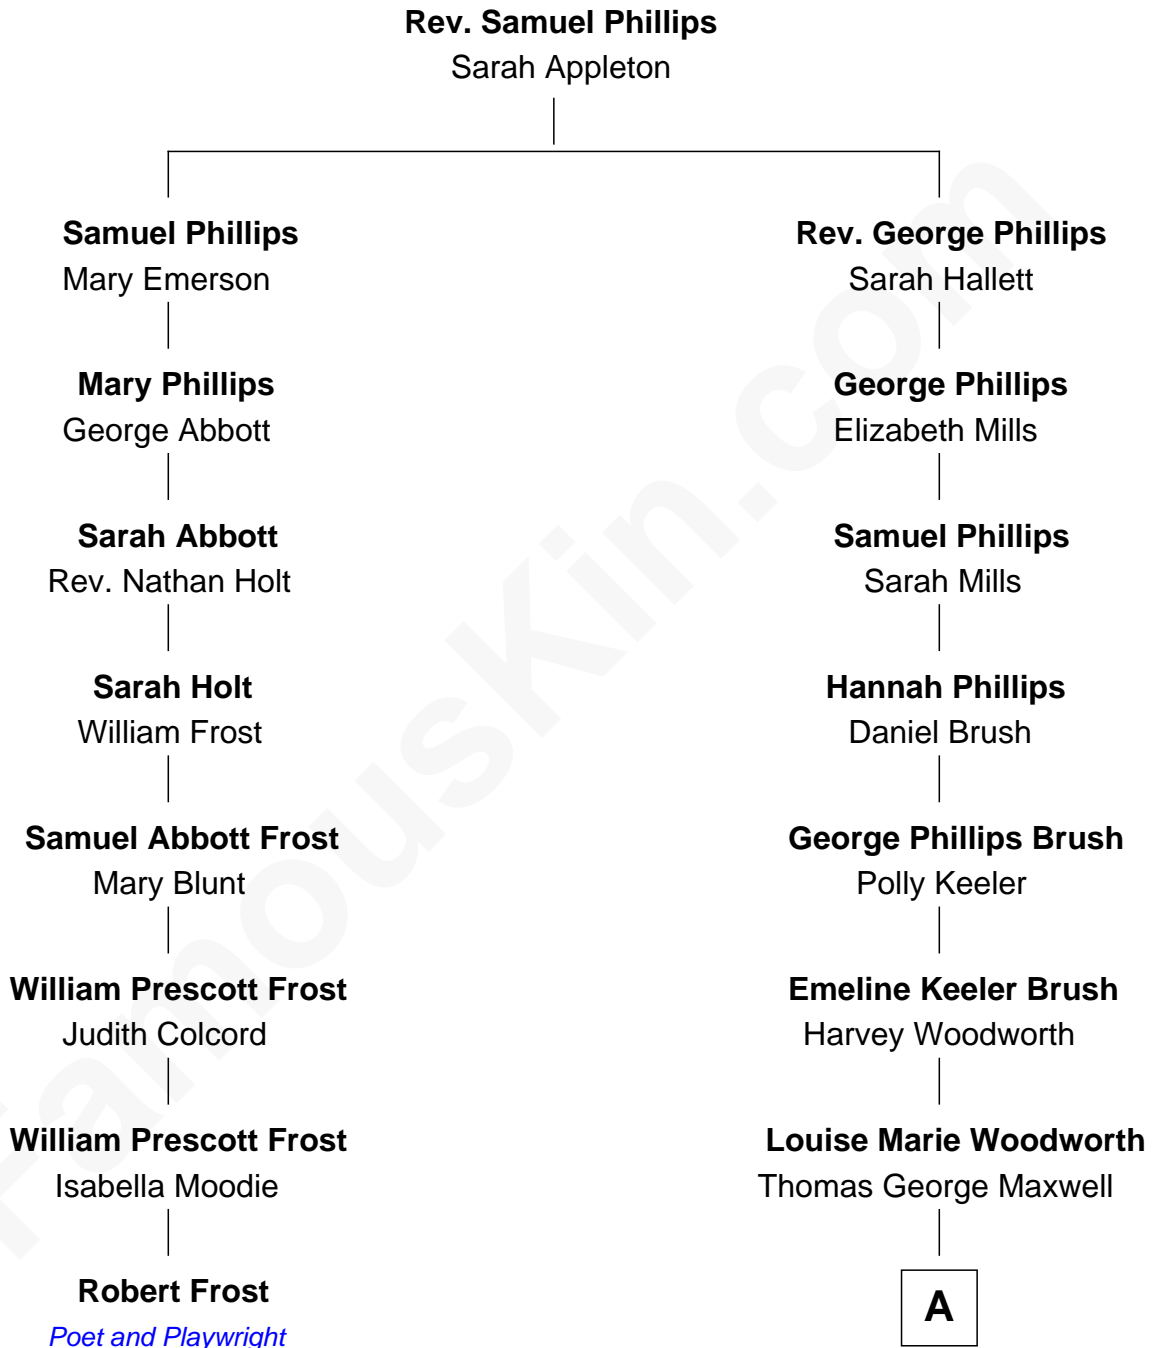 Rev. Samuel Phillips
Sarah Appleton
Samuel Phillips
Mary Emerson
Mary Phillips
George Abbott
Sarah Abbott
Rev. Nathan Holt
Sarah Holt
William Frost
Samuel Abbott Frost
Mary Blunt
William Prescott Frost
Judith Colcord
William Prescott Frost
Isabella Moodie
Robert Frost
Poet and Playwright
Rev. George Phillips
Sarah Hallett
George Phillips
Elizabeth Mills
Samuel Phillips
Sarah Mills
Hannah Phillips
Daniel Brush
George Phillips Brush
Polly Keeler
Emeline Keeler Brush
Harvey Woodworth
Louise Marie Woodworth
Thomas George Maxwell
A
FamousKin.com